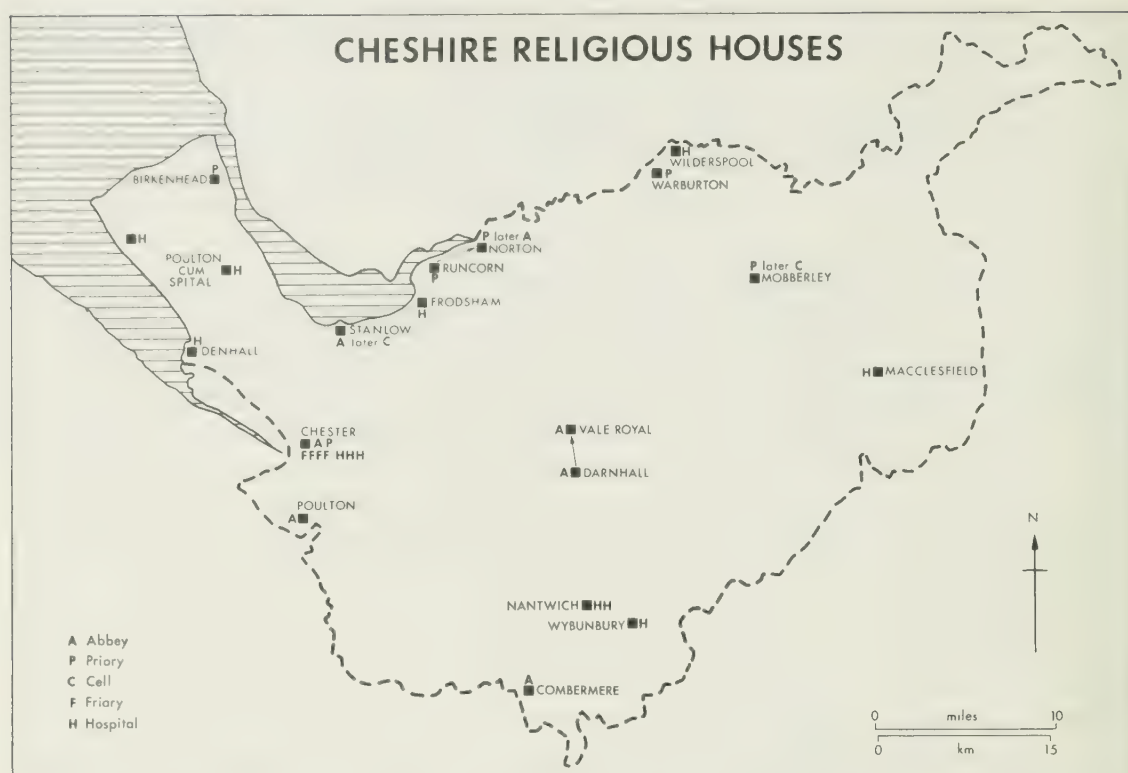 CHESHIRE RELIGIOUS HOUSES
H
WILDERSPOOL
P
WARBURTON
P
BIRKENHEAD
H
POULTON
CUM
SPITAL
H
P later A
NORTON
RUNCORN
P
FRODSHAM
H
P later C
MOBBERLEY
STANLOW
A later C
H
DENHALL
H MACCLESFIELD
CHESTER
A P
FFFF HHH
A VALE ROYAL
A DARNHALL
POULTON
A
N
NANTWICH HH
WYBUNBURY H
A
COMBERMERE
A Abbey
P Priory
C Cell
F Friary
H Hospital
0 miles 10
0 km 15